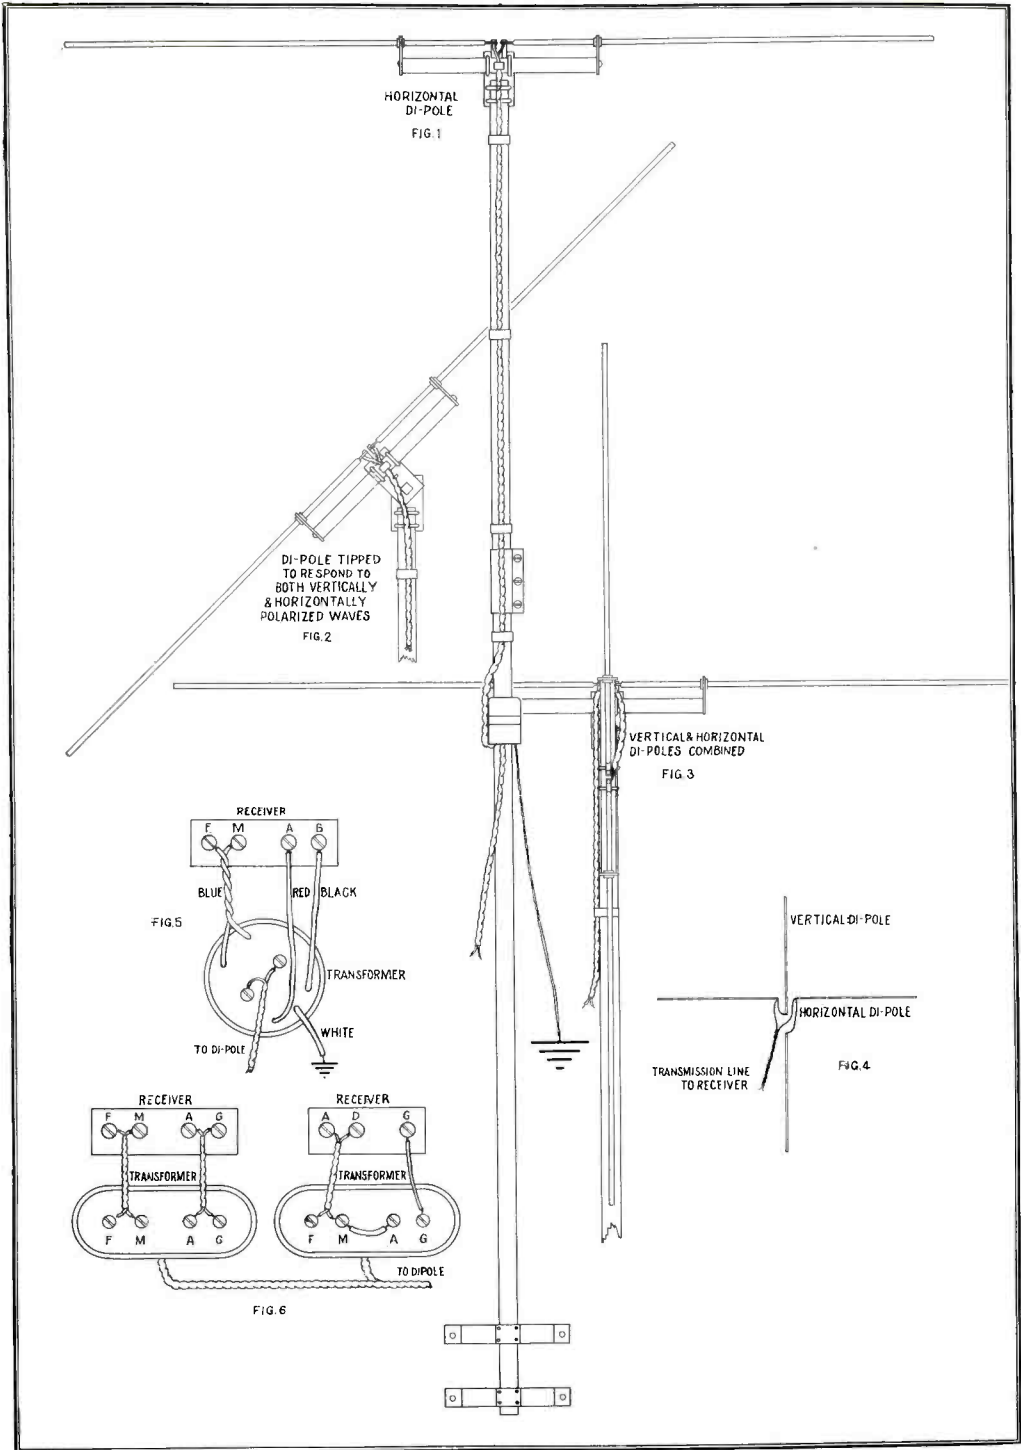 HORIZONTAL
DI-POLE
FIG.1
DI-POLE TIPPED
TO RESPOND TO
BOTH VERTICALLY
& HORIZONTALLY
POLARIZED WAVES
FIG.2
VERTICAL & HORIZONTAL
DI-POLES COMBINED
FIG.3
RECEIVER
F M A G
BLUE RED BLACK
FIG.5
TRANSFORMER
WHITE
TO DI-POLE
VERTICAL DI-POLE
HORIZONTAL DI-POLE
TRANSMISSION LINE
TO RECEIVER
FIG.4
RECEIVER
F M A G
TRANSFORMER
F M A G
RECEIVER
A D G
TRANSFORMER
F M A G
TO DIPOLE
FIG.6